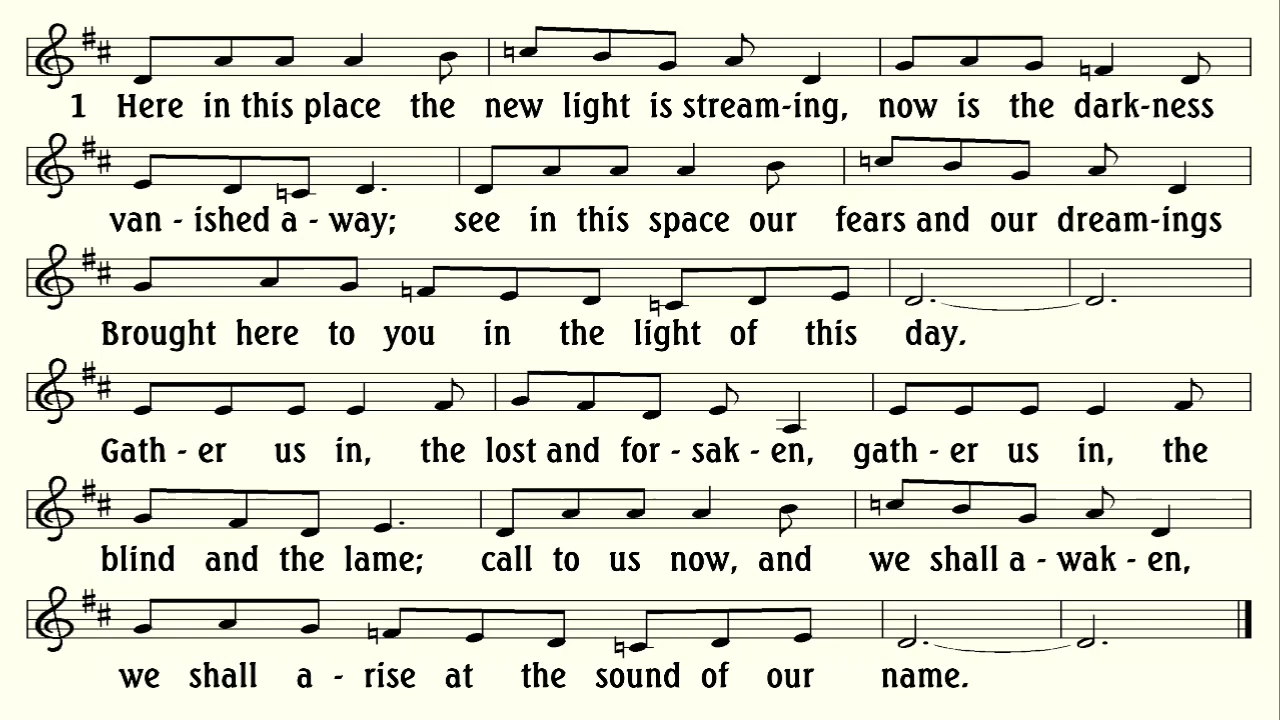 1 Here in this place the new light is stream-ing, now is the dark-ness
van - ished a - way; see in this space our fears and our dream-ings
Brought here to you in the light of this day.
Gath - er us in, the lost and for - sak - en, gath - er us in, the
blind and the lame; call to us now, and we shall a - wak - en,
we shall a - rise at the sound of our name.